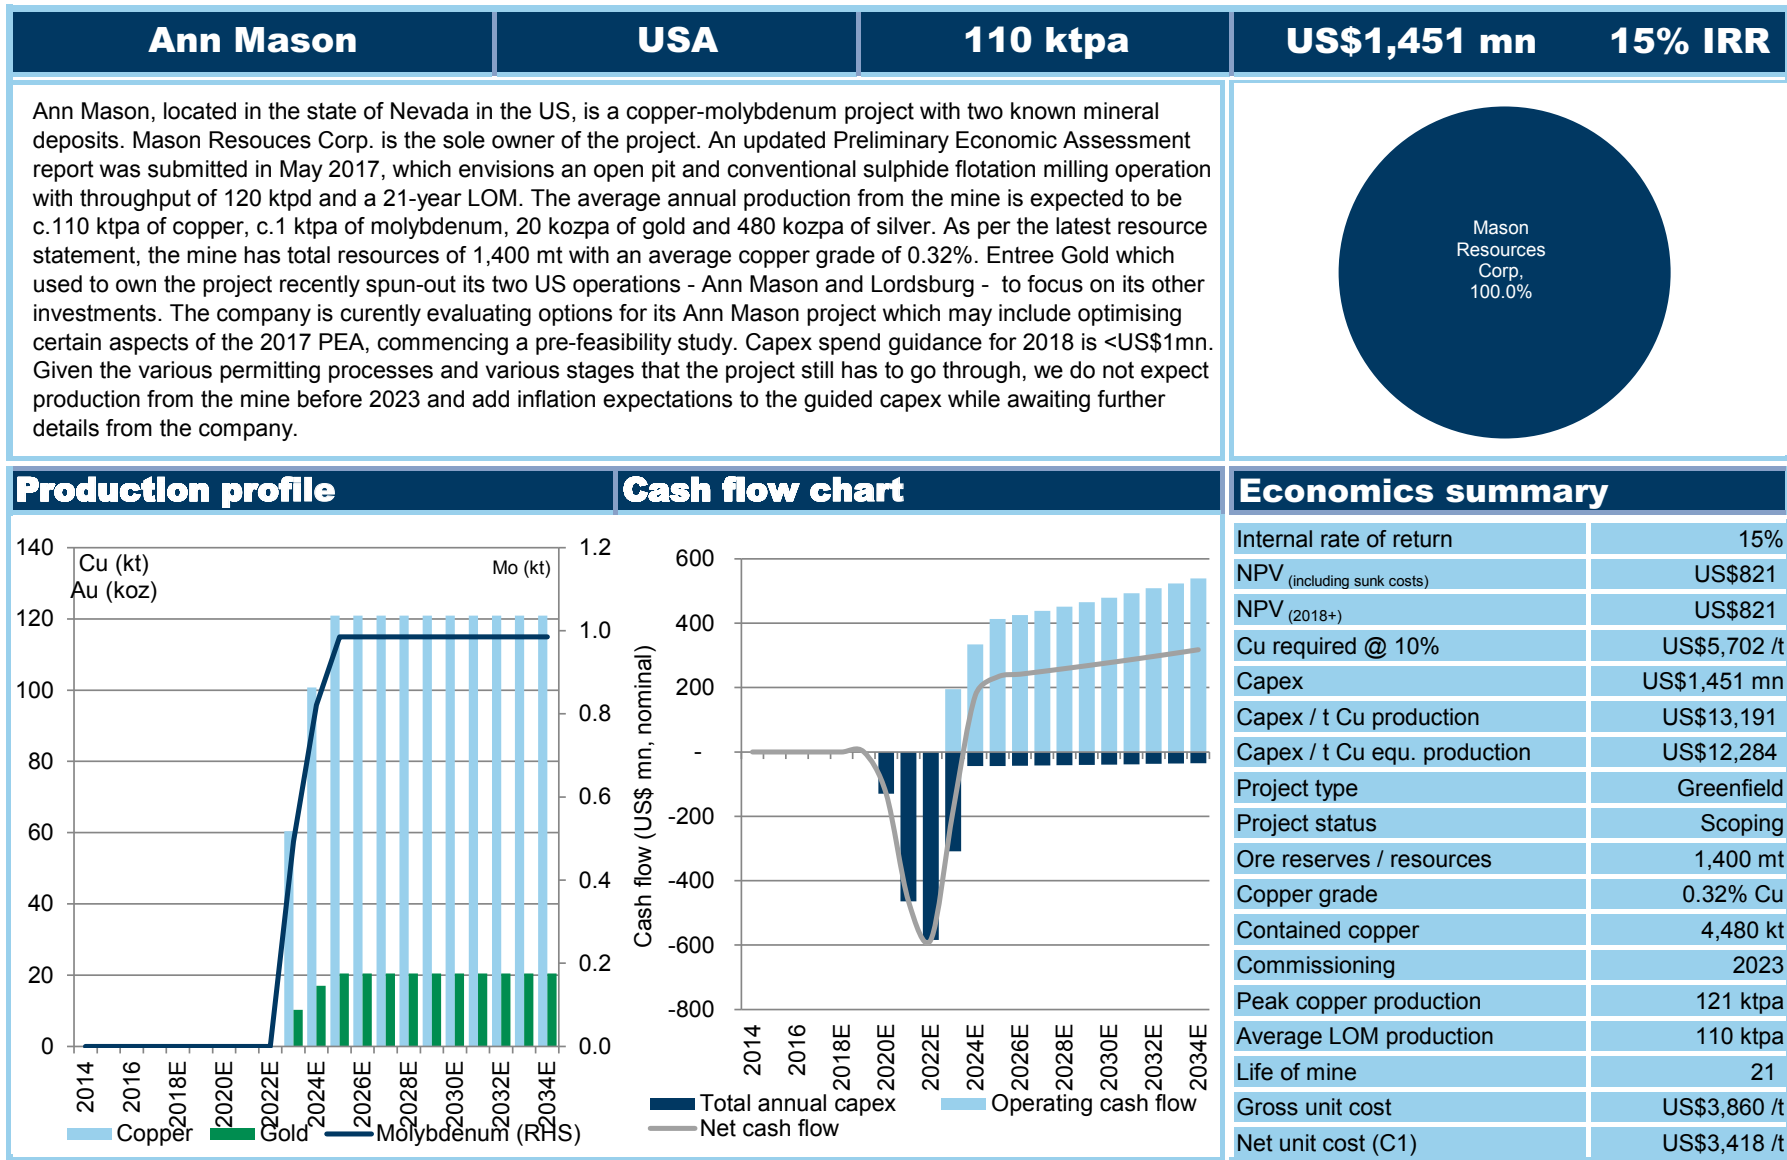 Ann Mason
USA
110 ktpa
US$1,451 mn
15% IRR
Ann Mason, located in the state of Nevada in the US, is a copper-molybdenum project with two known mineral
deposits. Mason Resouces Corp. is the sole owner of the project. An updated Preliminary Economic Assessment
report was submitted in May 2017, which envisions an open pit and conventional sulphide flotation milling operation
with throughput of 120 ktpd and a 21-year LOM. The average annual production from the mine is expected to be
c.110 ktpa of copper, c.1 ktpa of molybdenum, 20 kozpa of gold and 480 kozpa of silver. As per the latest resource
statement, the mine has total resources of 1,400 mt with an average copper grade of 0.32%. Entree Gold which
used to own the project recently spun-out its two US operations - Ann Mason and Lordsburg -  to focus on its other
investments. The company is curently evaluating options for its Ann Mason project which may include optimising
certain aspects of the 2017 PEA, commencing a pre-feasibility study. Capex spend guidance for 2018 is <US$1mn.
Given the various permitting processes and various stages that the project still has to go through, we do not expect
production from the mine before 2023 and add inflation expectations to the guided capex while awaiting further
details from the company.
Mason
Resources
Corp,
100.0%
Production profile
140
120
100
80
60
40
20
0
Cu (kt)
Au (koz)
Mo (kt)
1.2
1.0
0.8
0.6
0.4
0.2
0.0
2014
2016
2018E
2020E
2022E
2024E
2026E
2028E
2030E
2032E
2034E
Copper
Gold
Molybdenum (RHS)
Cash flow chart
Cash flow (US$ mn, nominal)
600
400
200
-
-200
-400
-600
-800
2014
2016
2018E
2020E
2022E
2024E
2026E
2028E
2030E
2032E
2034E
Total annual capex
Operating cash flow
Net cash flow
Economics summary
Internal rate of return 15%
NPV (including sunk costs) US$821
NPV (2018+) US$821
Cu required @ 10% US$5,702 /t
Capex US$1,451 mn
Capex / t Cu production US$13,191
Capex / t Cu equ. production US$12,284
Project type Greenfield
Project status Scoping
Ore reserves / resources 1,400 mt
Copper grade 0.32% Cu
Contained copper 4,480 kt
Commissioning 2023
Peak copper production 121 ktpa
Average LOM production 110 ktpa
Life of mine 21
Gross unit cost US$3,860 /t
Net unit cost (C1) US$3,418 /t